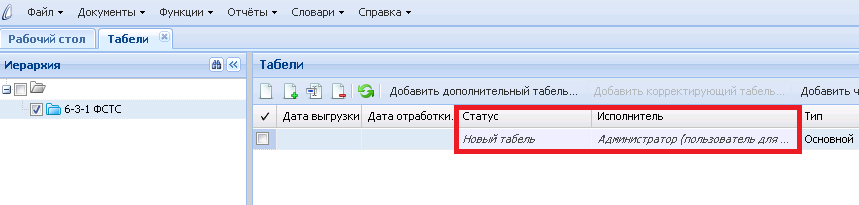 Файл Документы Функции Отчёты Словари Справка
Рабочий стол Табели
Иерархия
6-3-1 ФСТС
Табели
Добавить дополнительный табель... Добавить корректирующий табель... Добавить ч
Дата выгрузки Дата отработки. Статус Исполнитель Тип
Новый табель Администратор (пользователь для ... Основной